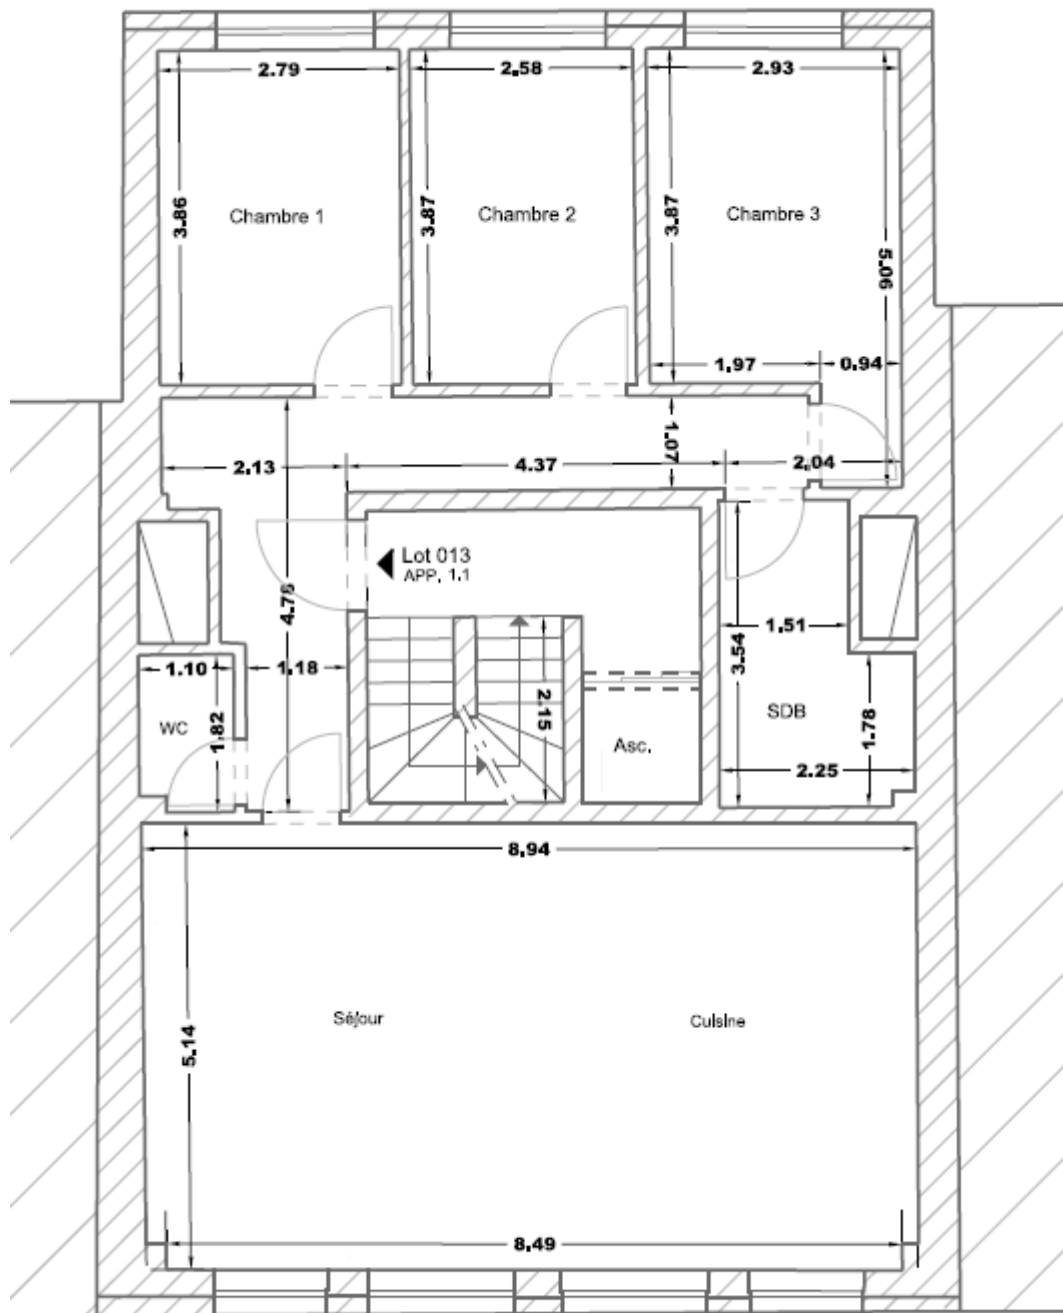 2.79
2.58
2.93
3.86
Chambre 1
3.87
Chambre 2
3.87
Chambre 3
5.06
1.97
0.94
2.13
4.37
1.07
2.04
Lot 013
APP. 1.1
4.78
3.54
1.51
1.10
1.18
WC
1.82
2.15
Asc.
SDB
1.78
2.25
8.94
5.14
Séjour
Cuisine
8.49